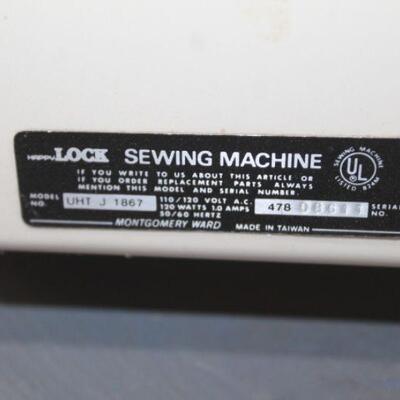 HAPPY LOCK SEWING MACHINE
IF YOU WRITE TO US ABOUT THIS ARTICLE OR
IF YOU ORDER REPLACEMENT PARTS ALWAYS
MENTION THIS MODEL AND SERIAL NUMBER.
MODEL NO. UHT J 1867
110/120 VOLT A.C.
120 WATTS 1.0 AMPS
50/60 HERTZ
478
SERIAL NO.
MONTGOMERY WARD MADE IN TAIWAN
SEWING MACHINE
UL
LISTED